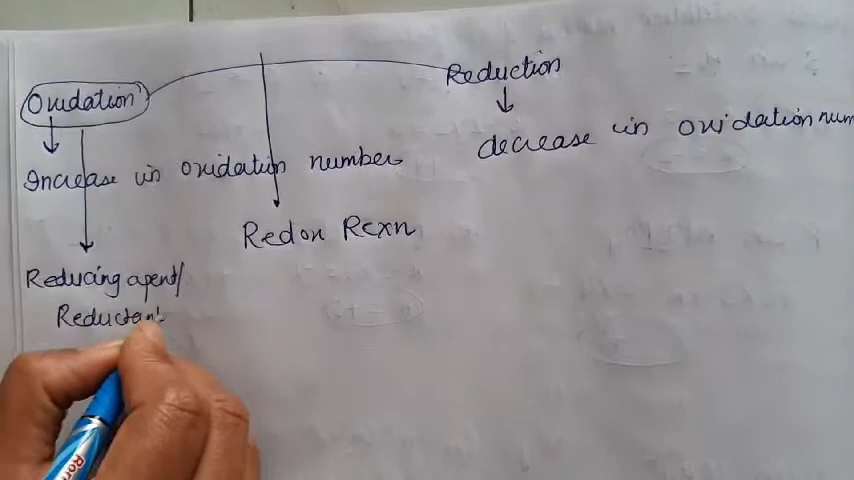 Oxidation
Reduction
Increase in oxidation number
decrease in oxidation num
Redox Rexn
Reducing agent/
Reductant